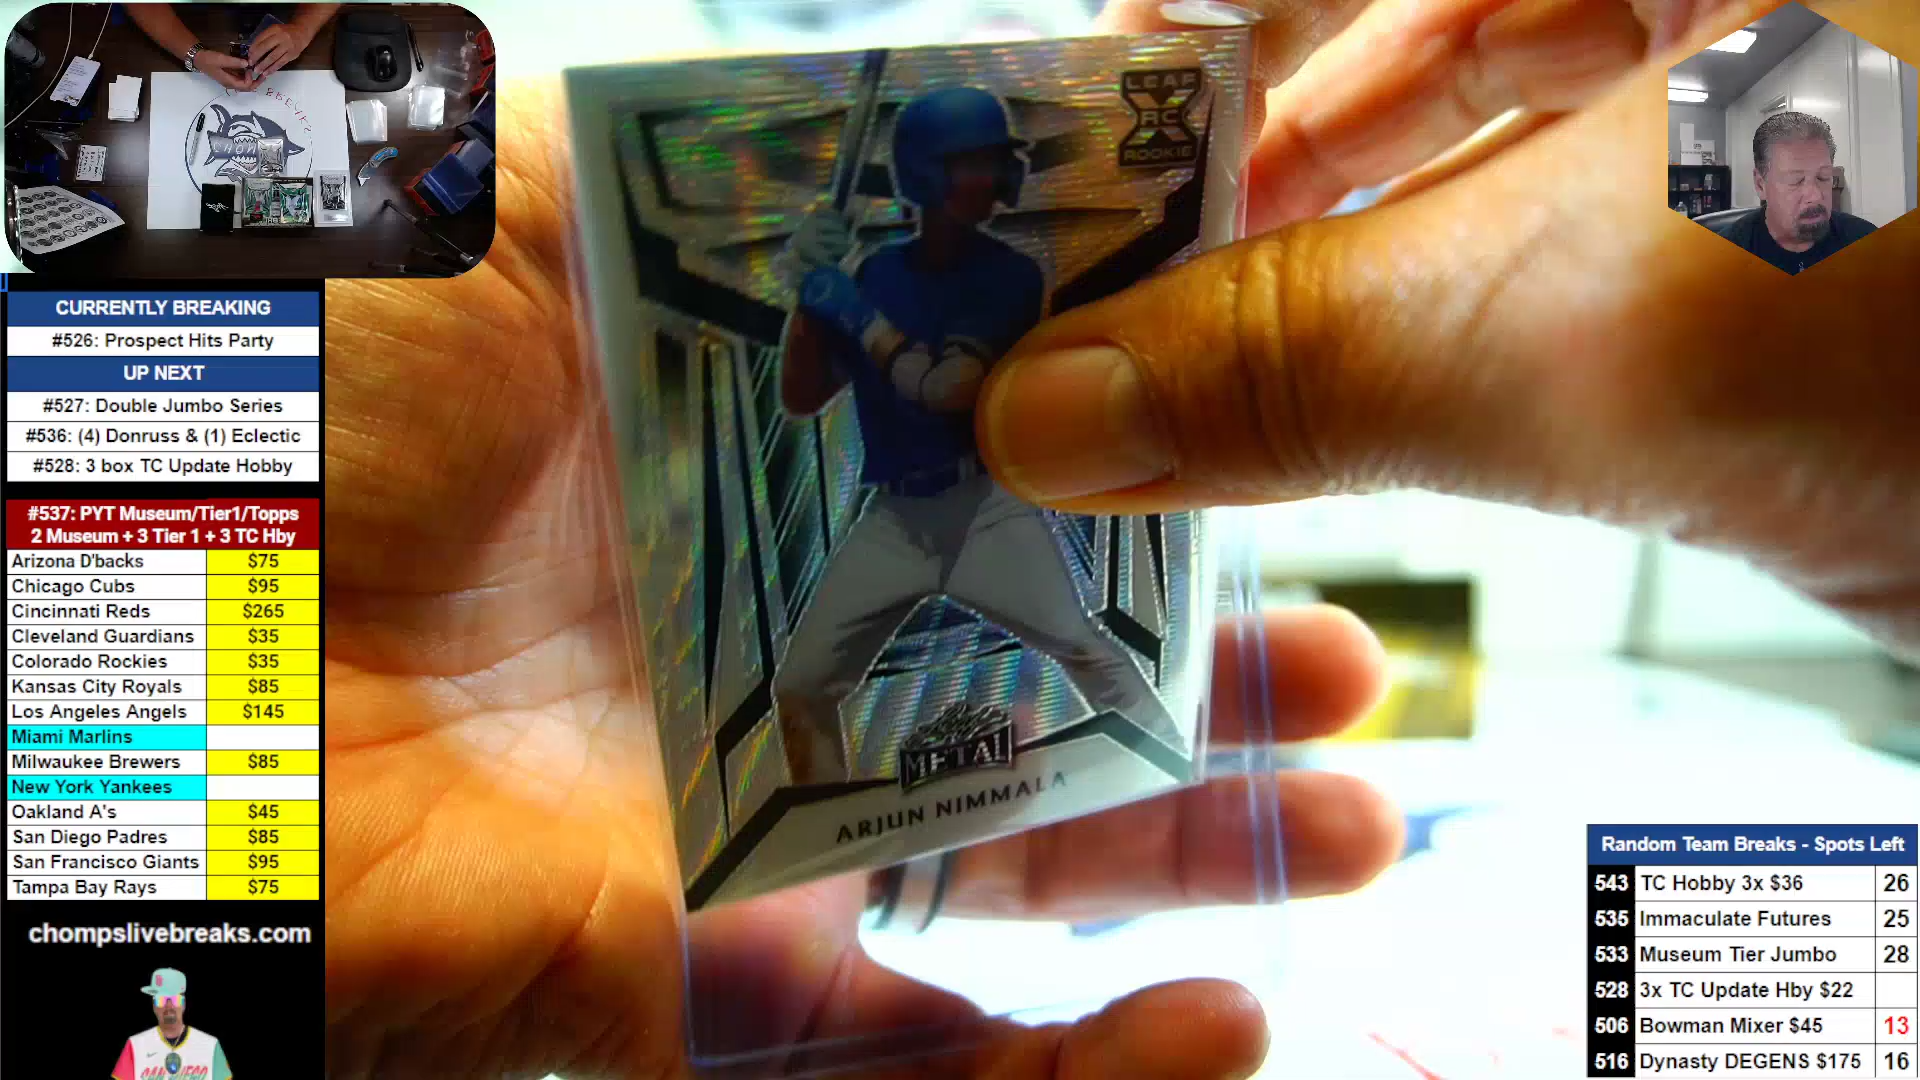 CURRENTLY BREAKING
#526: Prospect Hits Party
UP NEXT
#527: Double Jumbo Series
#536: (4) Donruss & (1) Eclectic
#528: 3 box TC Update Hobby
#537: PYT Museum/Tier1/Topps
2 Museum + 3 Tier 1 + 3 TC Hby
Arizona D'backs $75
Chicago Cubs $95
Cincinnati Reds $265
Cleveland Guardians $35
Colorado Rockies $35
Kansas City Royals $85
Los Angeles Angels $145
Miami Marlins
Milwaukee Brewers $85
New York Yankees
Oakland A's $45
San Diego Padres $85
San Francisco Giants $95
Tampa Bay Rays $75
chompslivebreaks.com
LEAF
RC
ROOKIE
METAL
ARJUN NIMMALA
Random Team Breaks - Spots Left
543 TC Hobby 3x $36 26
535 Immaculate Futures 25
533 Museum Tier Jumbo 28
528 3x TC Update Hby $22
506 Bowman Mixer $45 13
516 Dynasty DEGENS $175 16